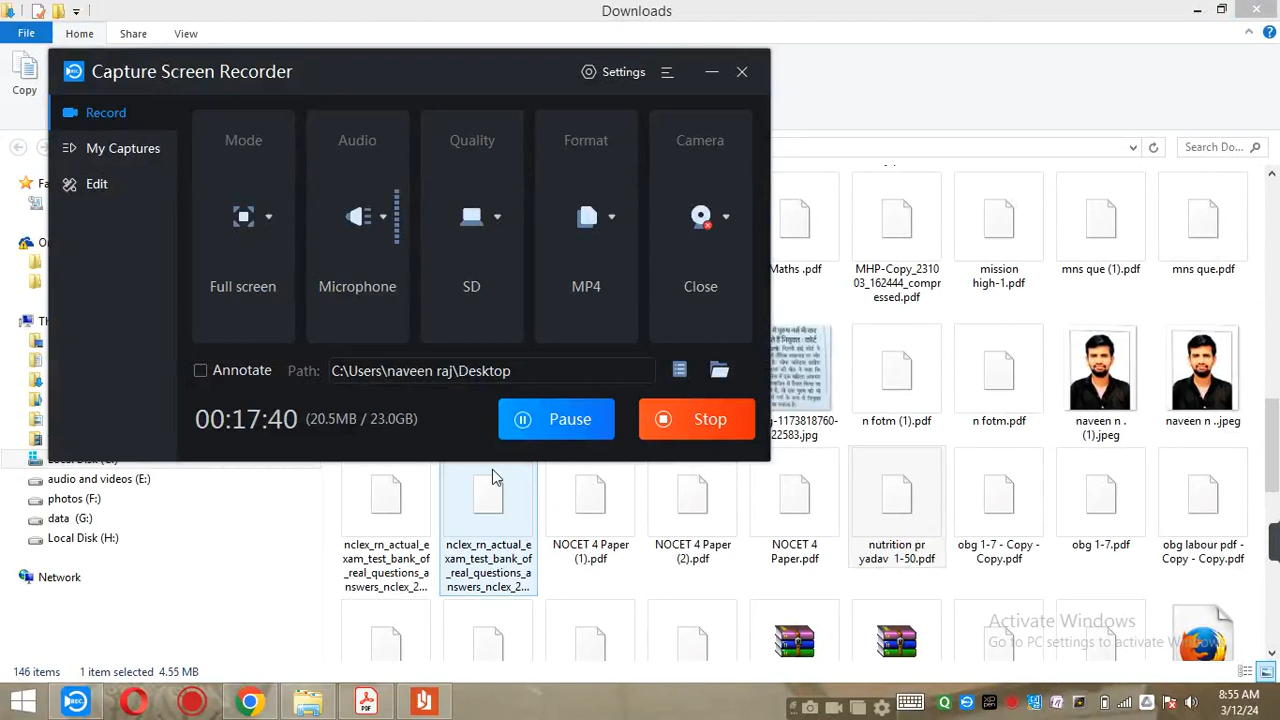 Downloads
File
Home
Share
View
Copy
Capture Screen Recorder
Settings
Record
My Captures
Edit
Mode
Audio
Quality
Format
Camera
Full screen
Microphone
SD
MP4
Close
Annotate
Path:
C:\Users\naveen raj\Desktop
00:17:40
(20.5MB / 23.0GB)
Pause
Stop
Search Do...
Maths .pdf
MHP-Copy_2310
03_162444_compr
essed.pdf
mission
high-1.pdf
mns que (1).pdf
mns que.pdf
g-1173818760-
22583.jpg
n fotm (1).pdf
n fotm.pdf
naveen n .
(1).jpeg
naveen n ..jpeg
audio and videos (E:)
photos (F:)
data (G:)
Local Disk (H:)
Network
nclex_rn_actual_e
xam_test_bank_of
_real_questions_a
nswers_nclex_2...
nclex_rn_actual_e
xam_test_bank_of
_real_questions_a
nswers_nclex_2...
NOCET 4 Paper
(1).pdf
NOCET 4 Paper
(2).pdf
NOCET 4
Paper.pdf
nutrition pr
yadav 1-50.pdf
obg 1-7 - Copy -
Copy.pdf
obg 1-7.pdf
obg labour pdf -
Copy - Copy.pdf
Activate Windows
Go to PC settings to activate Windows.
146 items
1 item selected 4.55 MB
8:55 AM
3/12/24